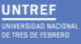 UNTREF
UNIVERSIDAD NACIONAL
DE TRES DE FEBRERO